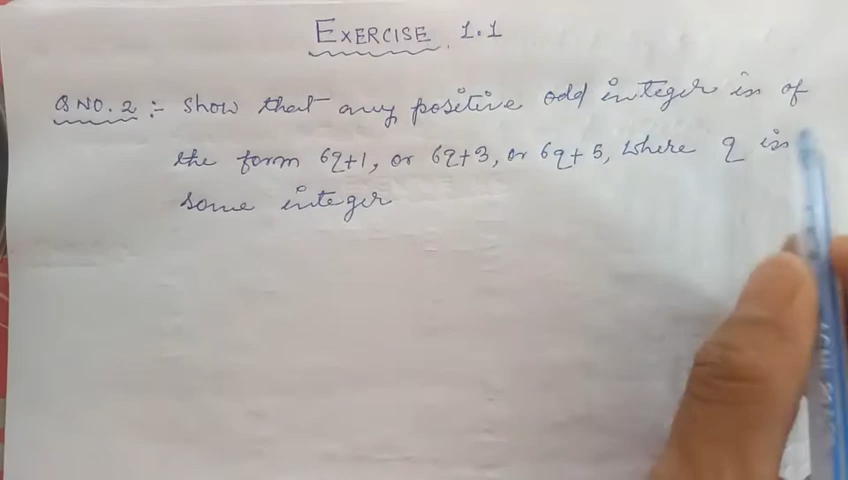 EXERCISE 1.1
Q NO. 2 :- Show that any positive odd integer is of
the form 6q+1, or 6q+3, or 6q+5, where q is
some integer